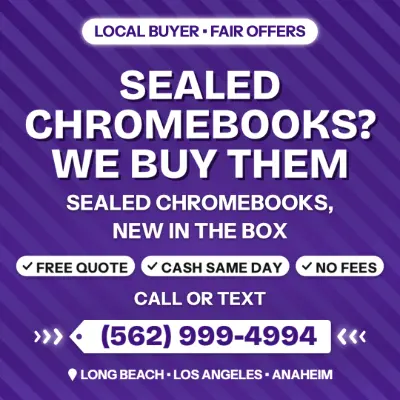 LOCAL BUYER • FAIR OFFERS
SEALED
CHROMEBOOKS?
WE BUY THEM
SEALED CHROMEBOOKS,
NEW IN THE BOX
✓ FREE QUOTE ✓ CASH SAME DAY ✓ NO FEES
CALL OR TEXT
(562) 999-4994
LONG BEACH • LOS ANGELES • ANAHEIM